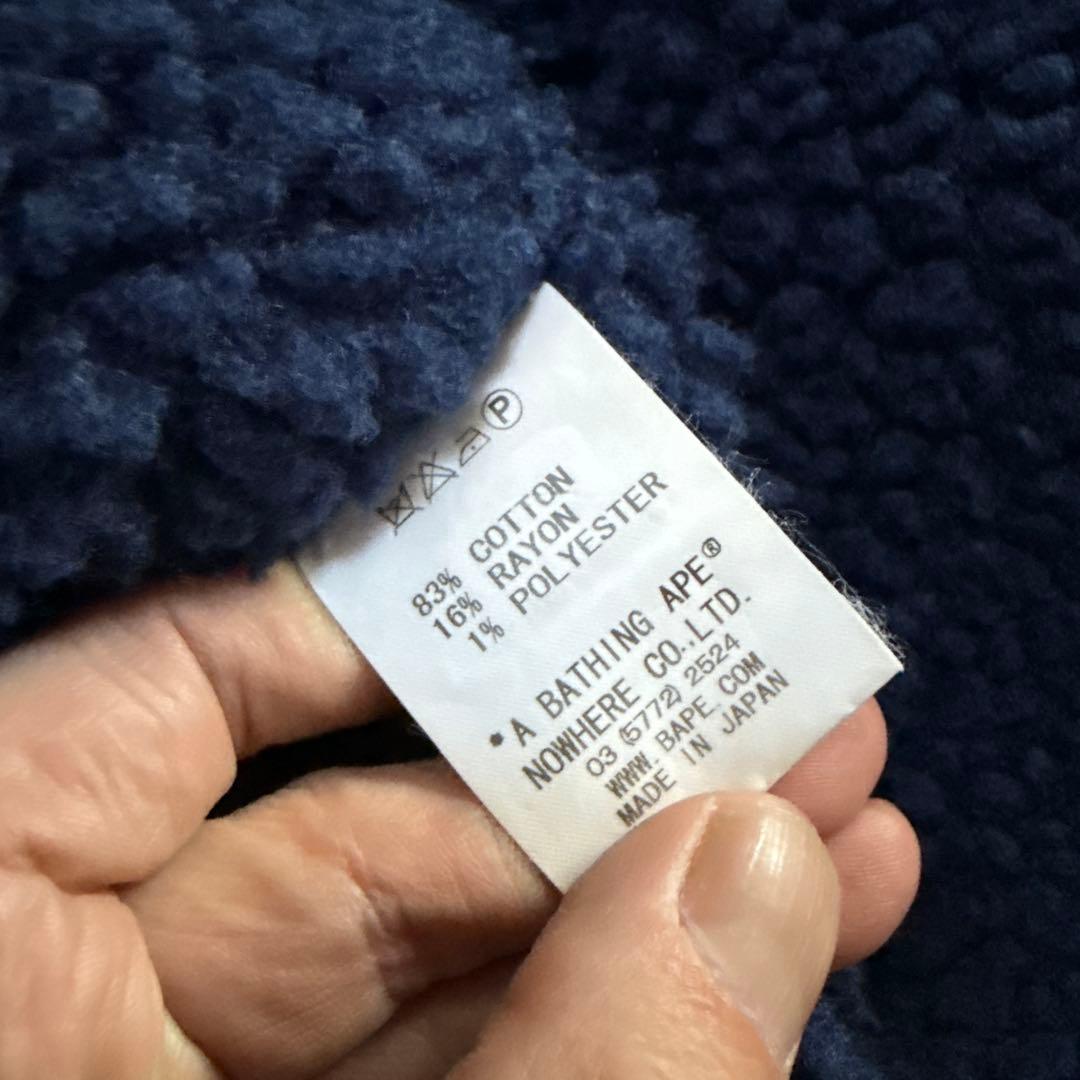 P
83% COTTON
16% RAYON
1% POLYESTER
*A BATHING APE®
NOWHERE CO.,LTD.
03 (5772) 2524
WWW. BAPE. COM
MADE IN JAPAN